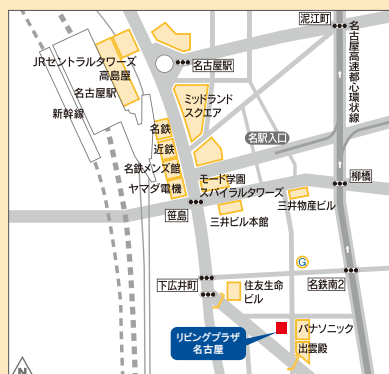 泥江町
名古屋高速都心環状線
JRセントラルタワーズ
高島屋
名古屋駅
名古屋駅
新幹線
ミッドランド
スクエア
名鉄
近鉄
名鉄メンズ館
ヤマダ電機
名駅入口
モード学園
スパイラルタワーズ
柳橋
三井物産ビル
笹島
三井ビル本館
G
下広井町
住友生命
ビル
名鉄南2
リビングプラザ
名古屋
パナソニック
出雲殿
N